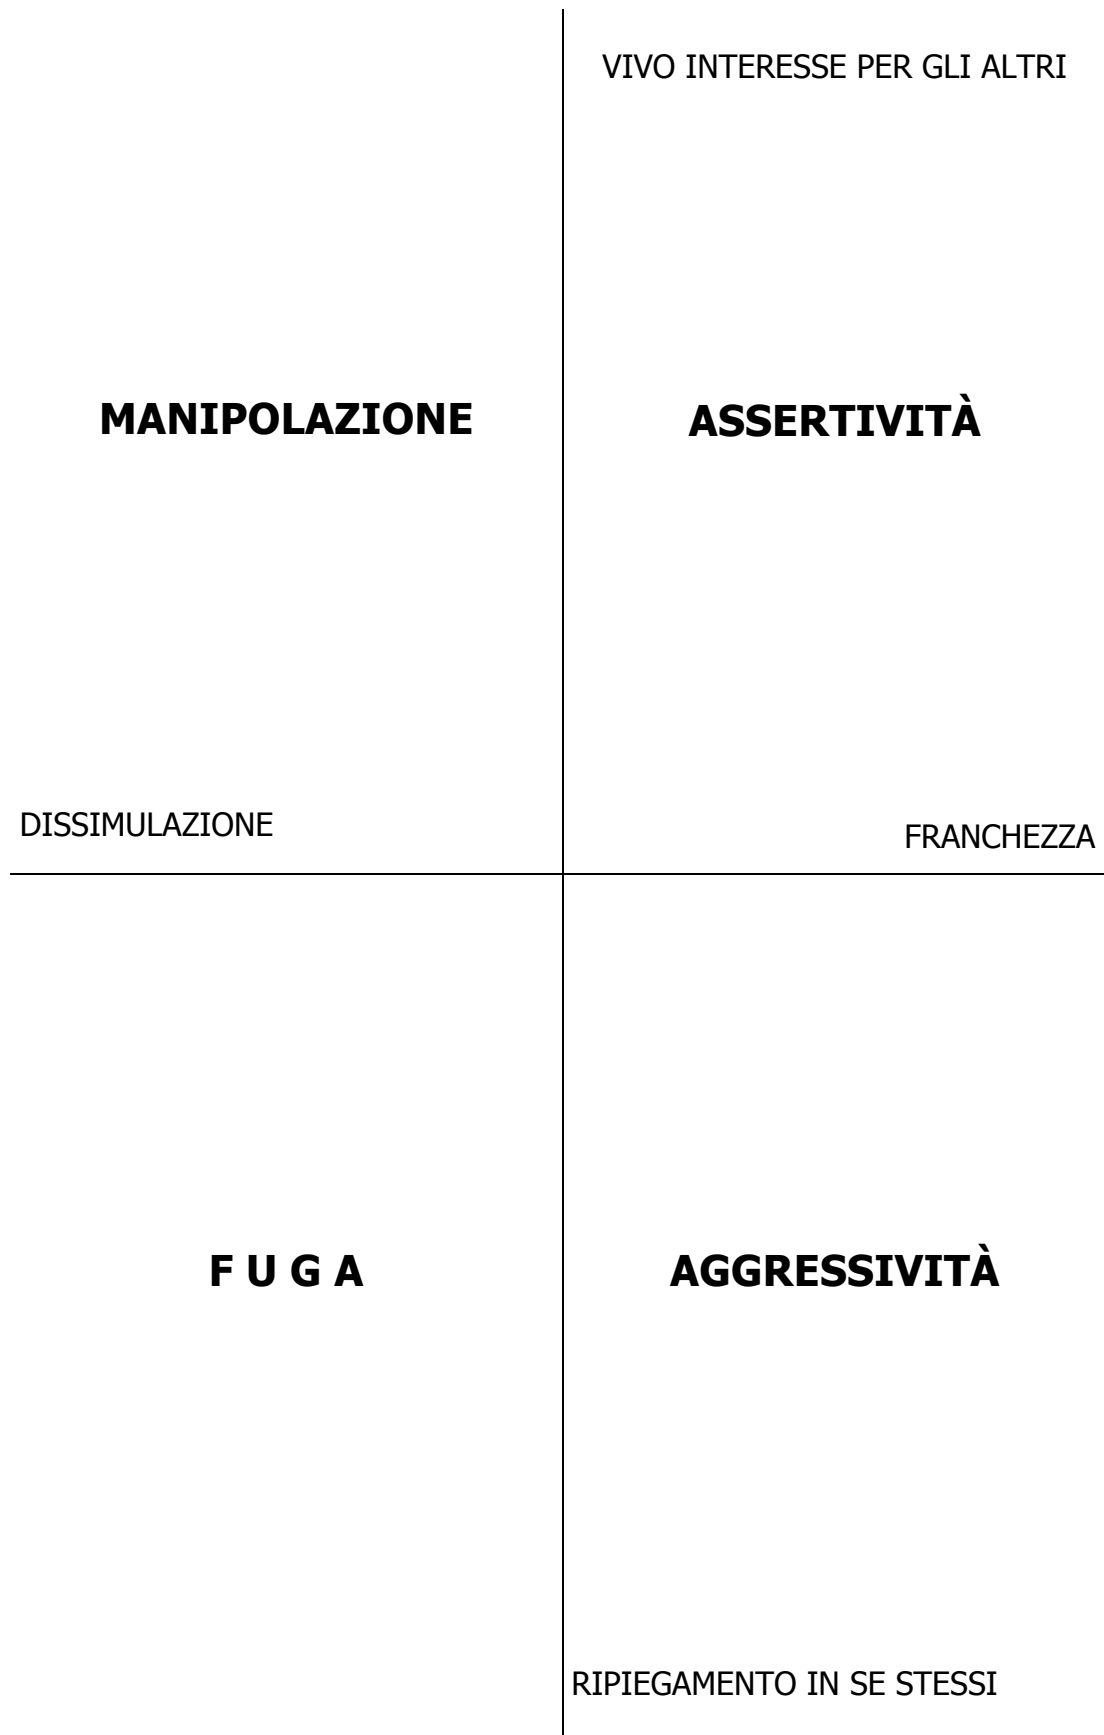 VIVO INTERESSE PER GLI ALTRI
MANIPOLAZIONE
ASSERTIVITÀ
DISSIMULAZIONE
FRANCHEZZA
F U G A
AGGRESSIVITÀ
RIPIEGAMENTO IN SE STESSI